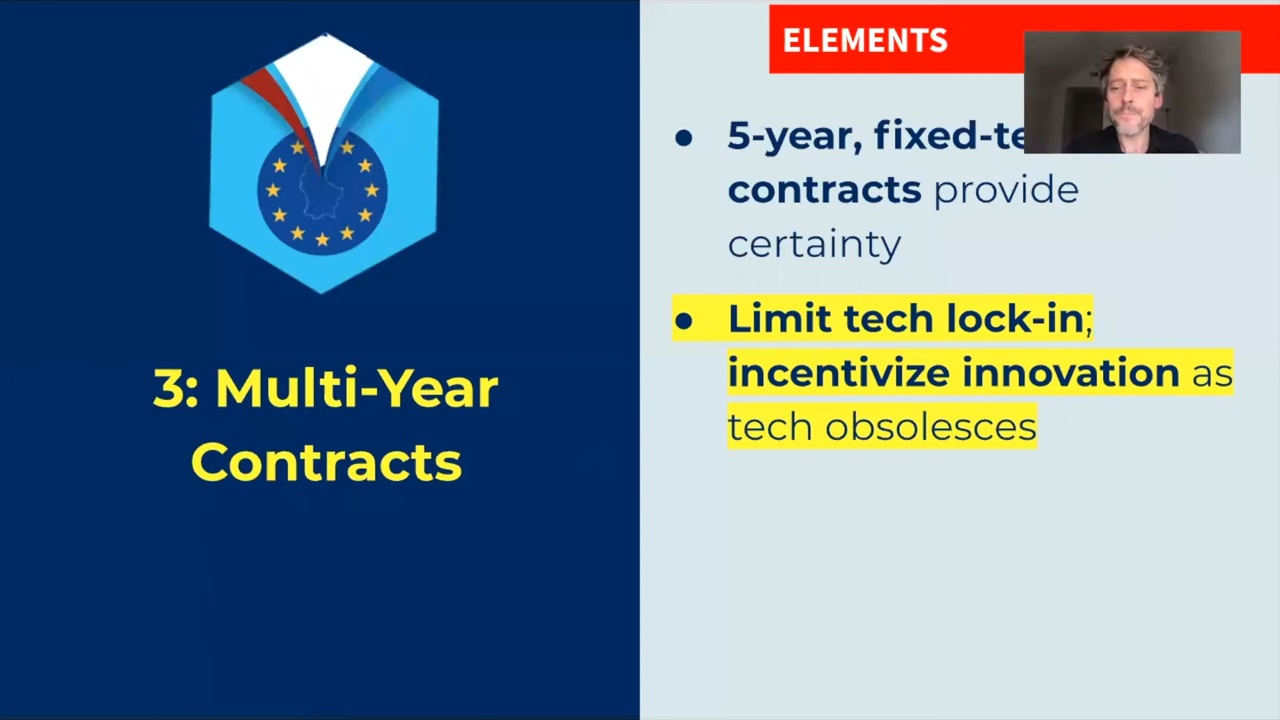 ELEMENTS
3: Multi-Year
Contracts
● 5-year, fixed-te
contracts provide
certainty
● Limit tech lock-in;
incentivize innovation as
tech obsolesces